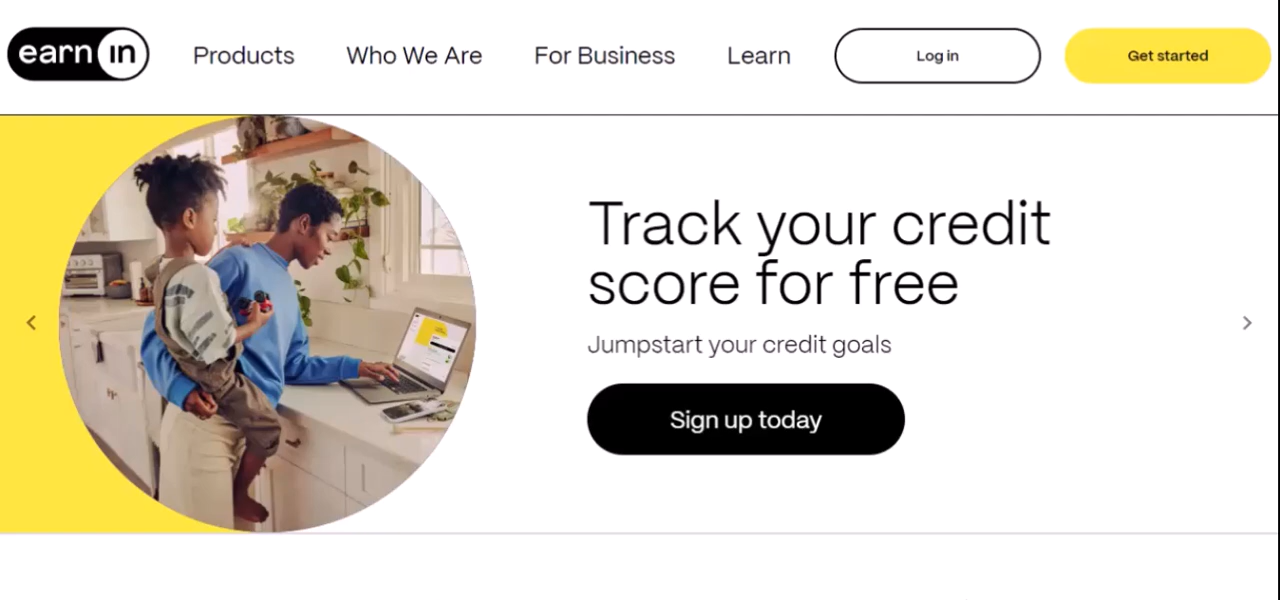 earn in
Products
Who We Are
For Business
Learn
Log in
Get started
Track your credit
score for free
Jumpstart your credit goals
Sign up today